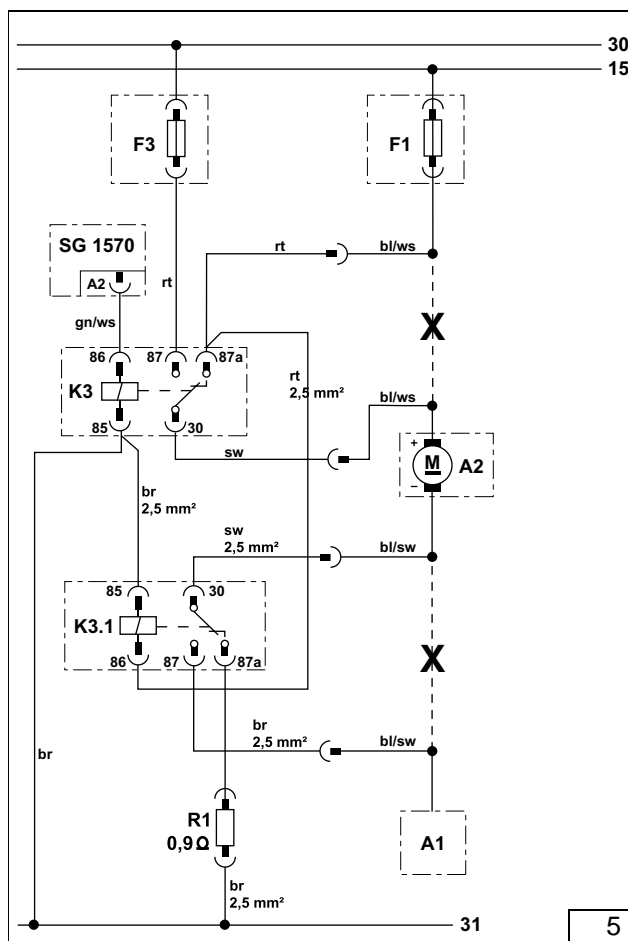 30
15
F3
F1
SG 1570
A2
rt
bl/ws
rt
gn/ws
86
87
87a
K3
rt
2,5 mm²
bl/ws
85
30
sw
+
M
A2
–
br
2,5 mm²
sw
2,5 mm²
bl/sw
85
30
K3.1
86
87
87a
X
X
br
br
2,5 mm²
bl/sw
R1
0,9 Ω
A1
br
2,5 mm²
31
5